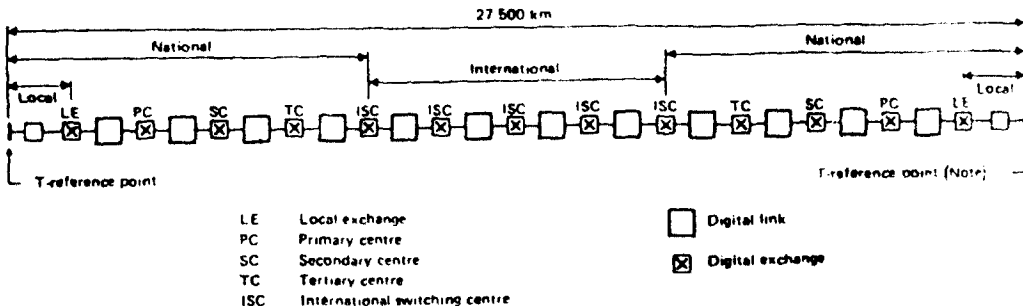 27 500 km
National National
International
Local Local
LE PC SC TC ISC ISC ISC ISC ISC TC SC PC LE
T-reference point T-reference point (Note)
LE Local exchange
PC Primary centre
SC Secondary centre
TC Tertiary centre
ISC International switching centre
Digital link
Digital exchange